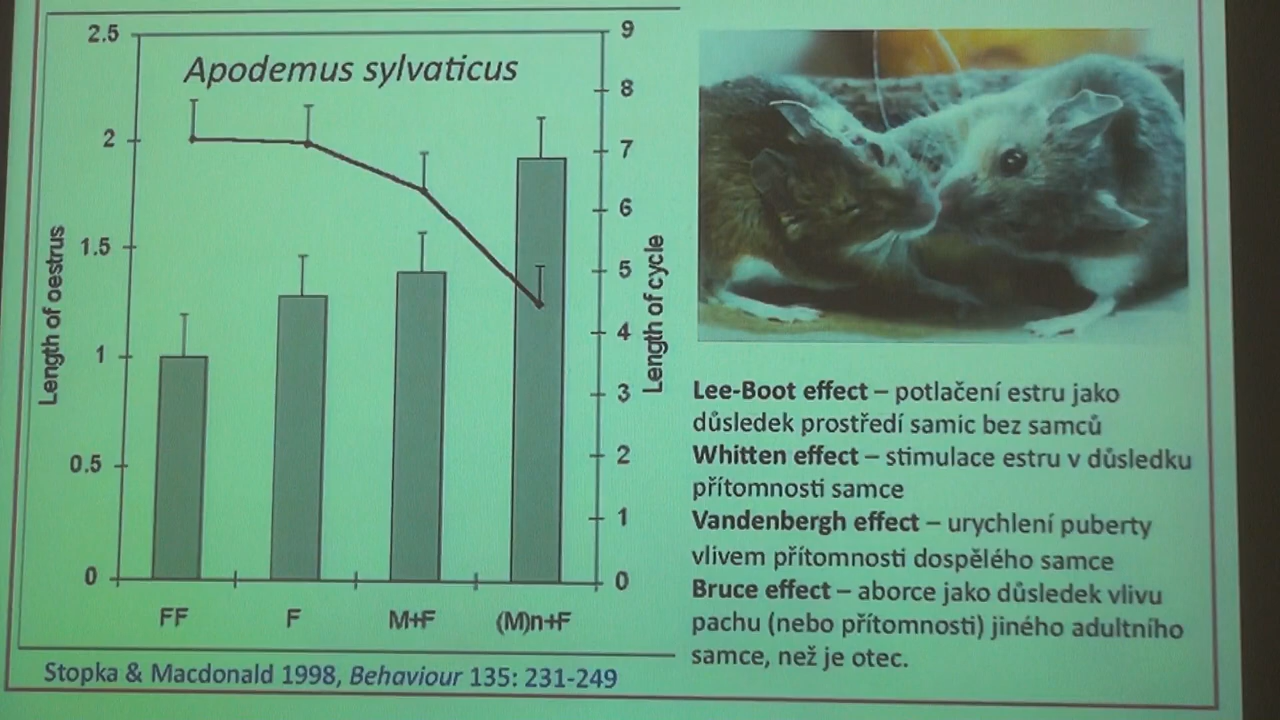 Apodemus sylvaticus
2.5
2
1.5
1
0.5
0
Length of oestrus
9
8
7
6
5
4
3
2
1
0
Length of cycle
FF
F
M+F
(M)n+F
Stopka & Macdonald 1998, Behaviour 135: 231-249
Lee-Boot effect – potlačení estru jako
důsledek prostředí samic bez samců
Whitten effect – stimulace estru v důsledku
přítomnosti samce
Vandenbergh effect – urychlení puberty
vlivem přítomnosti dospělého samce
Bruce effect – aborce jako důsledek vlivu
pachu (nebo přítomnosti) jiného adultního
samce, než je otec.